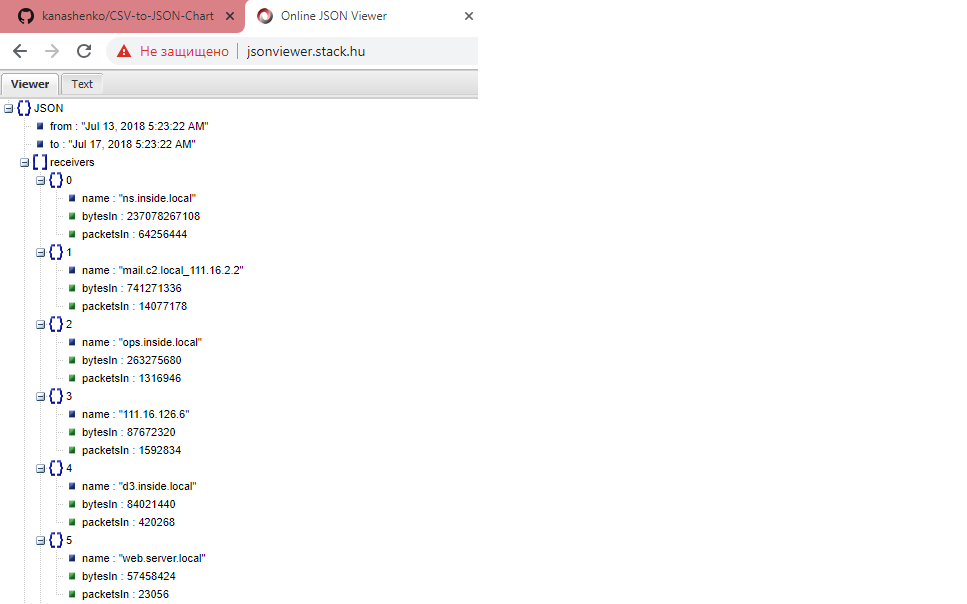 kanashenko/CSV-to-JSON-Chart
Online JSON Viewer
Не защищено
jsonviewer.stack.hu
Viewer
Text
JSON
from : "Jul 13, 2018 5:23:22 AM"
to : "Jul 17, 2018 5:23:22 AM"
receivers
0
name : "ns.inside.local"
bytesIn : 237078267108
packetsIn : 64256444
1
name : "mail.c2.local_111.16.2.2"
bytesIn : 741271336
packetsIn : 14077178
2
name : "ops.inside.local"
bytesIn : 263275680
packetsIn : 1316946
3
name : "111.16.126.6"
bytesIn : 87672320
packetsIn : 1592834
4
name : "d3.inside.local"
bytesIn : 84021440
packetsIn : 420268
5
name : "web.server.local"
bytesIn : 57458424
packetsIn : 23056